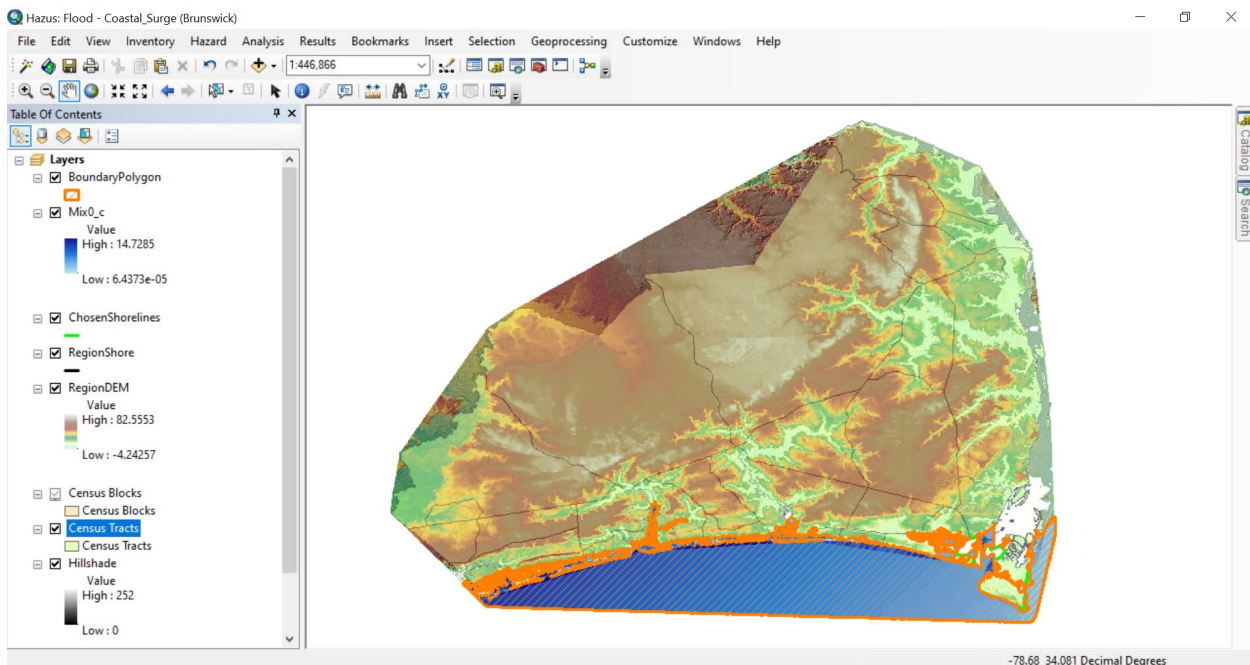 Hazus: Flood - Coastal_Surge (Brunswick)
File Edit View Inventory Hazard Analysis Results Bookmarks Insert Selection Geoprocessing Customize Windows Help
1:446,866
Table Of Contents
Layers
BoundaryPolygon
Mix0_c
Value
High : 14.7285
Low : 6.4373e-05
ChosenShorelines
RegionShore
RegionDEM
Value
High : 82.5553
Low : -4.24257
Census Blocks
Census Blocks
Census Tracts
Census Tracts
Hillshade
Value
High : 252
Low : 0
Catalog
Search
-78.68 34.081 Decimal Degrees